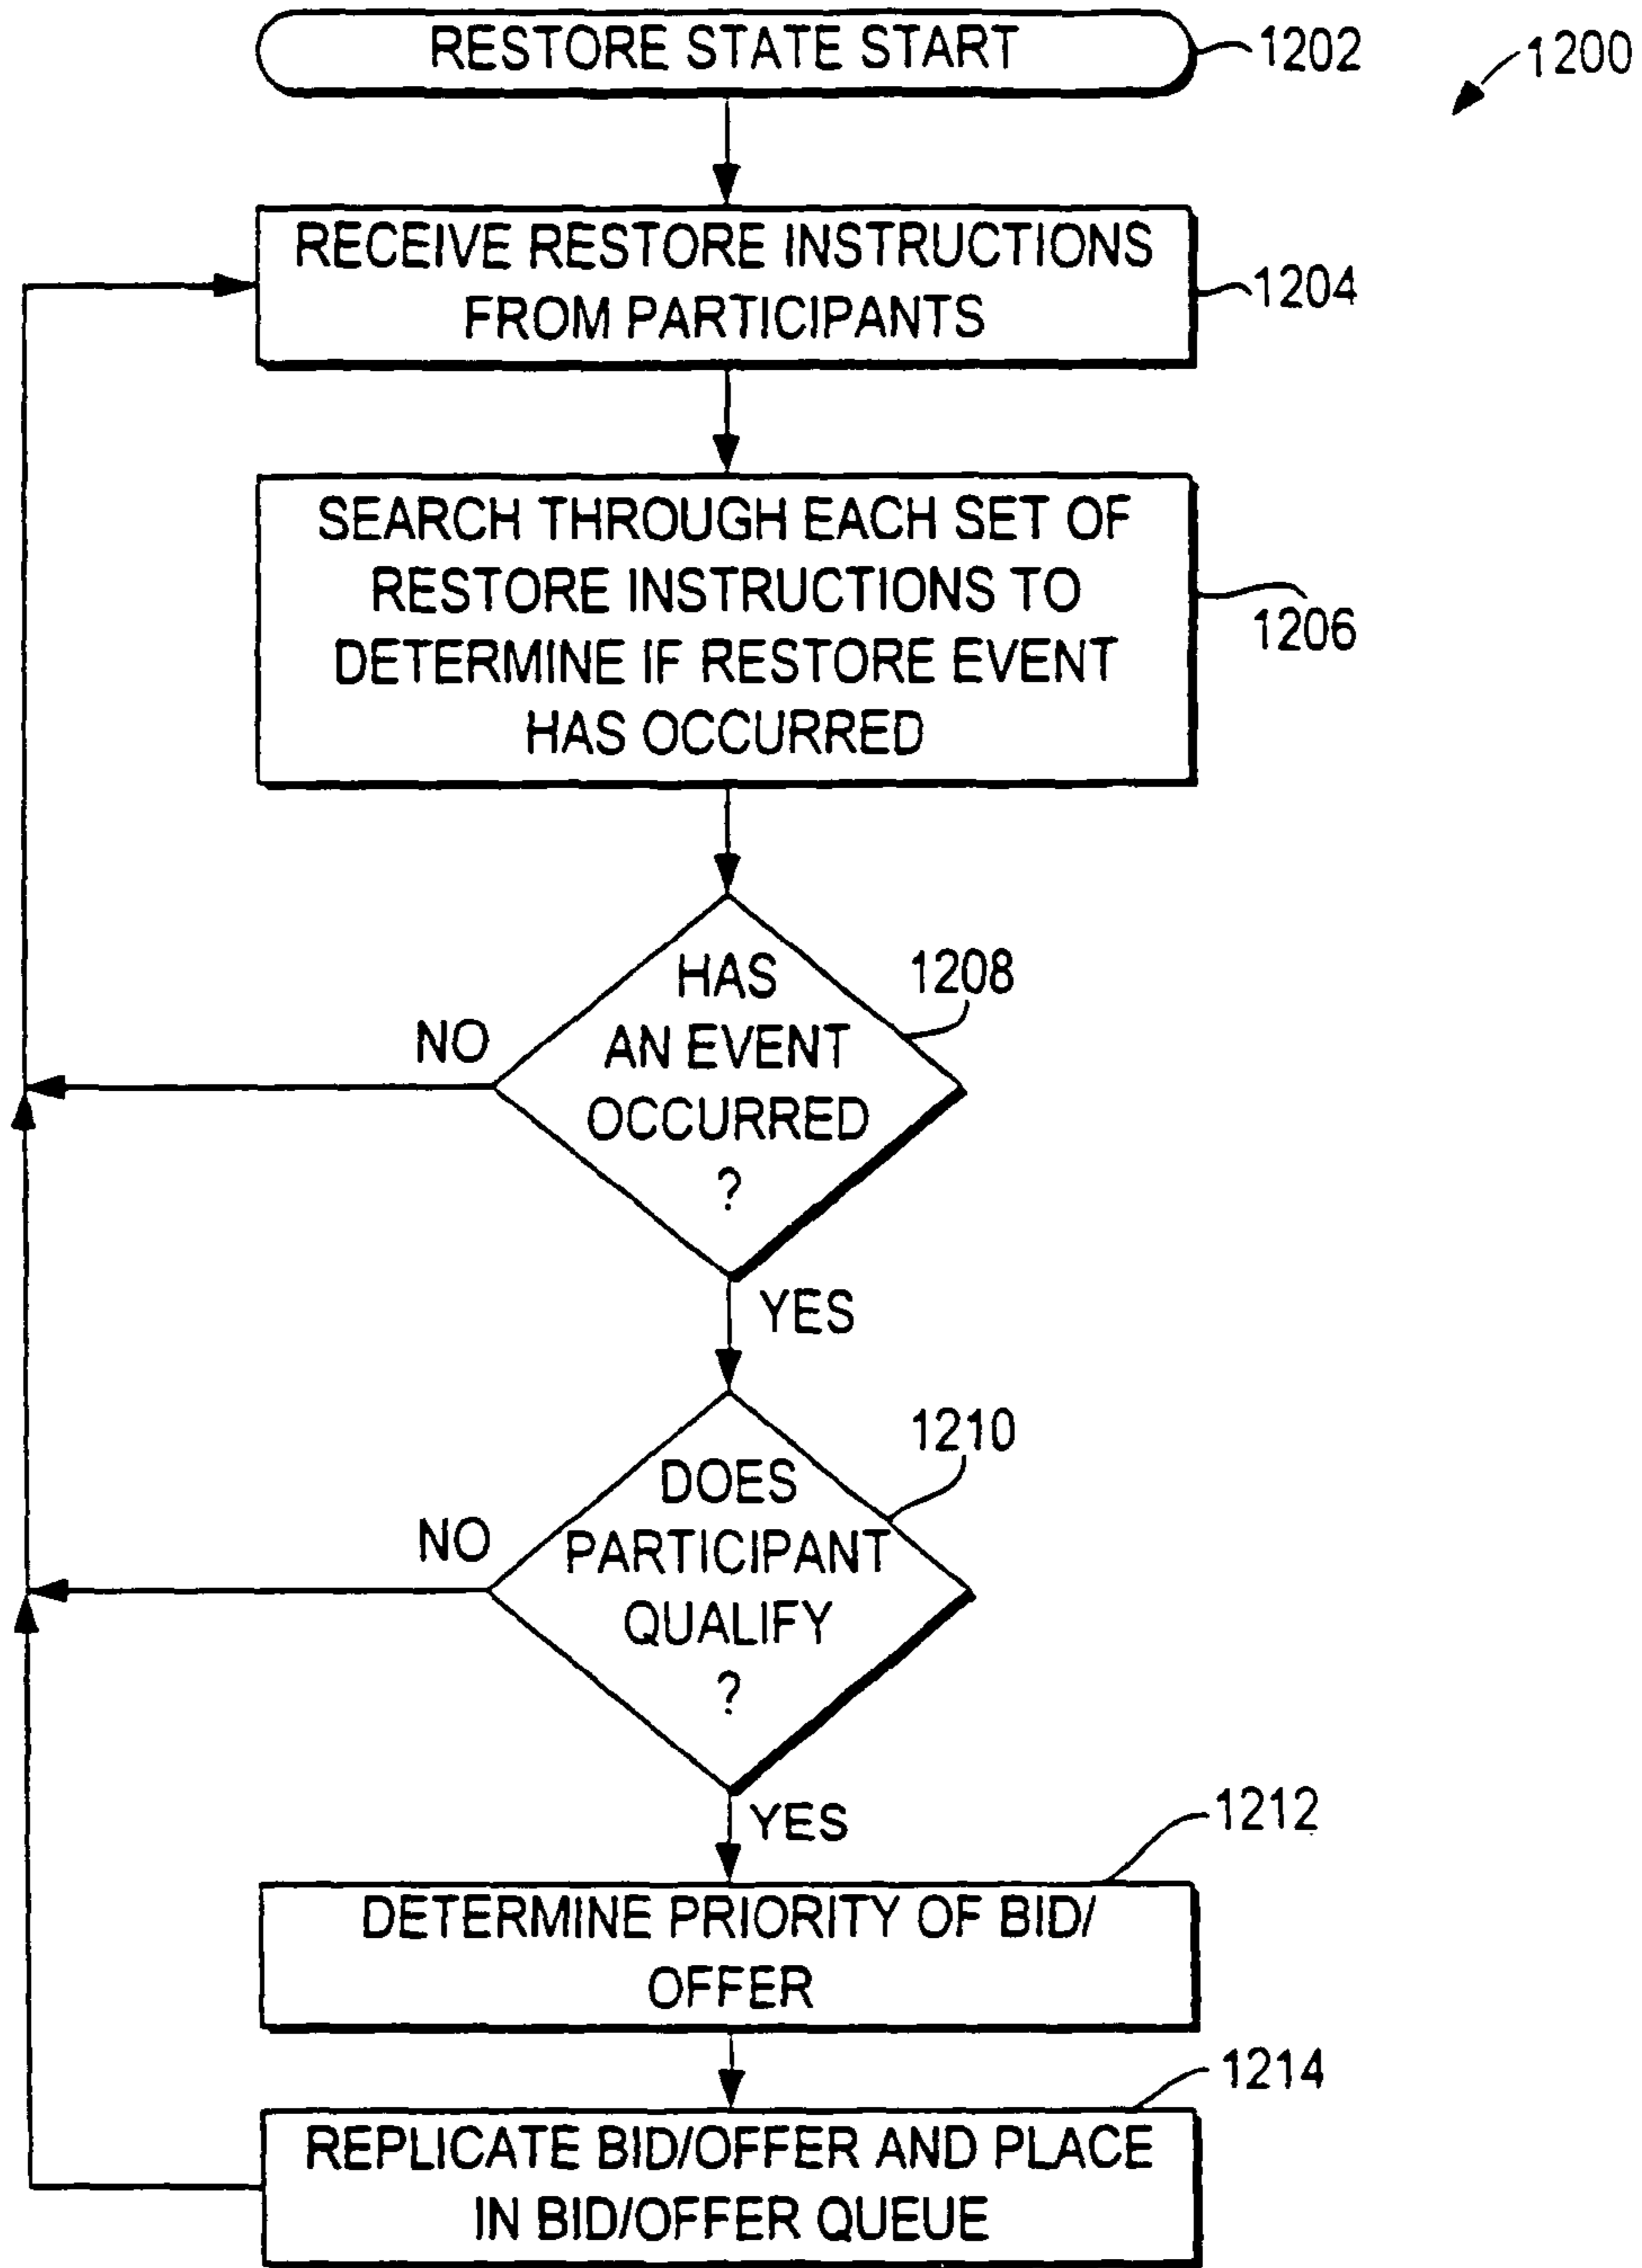 RESTORE STATE START
1202
1200
RECEIVE RESTORE INSTRUCTIONS
FROM PARTICIPANTS
1204
SEARCH THROUGH EACH SET OF
RESTORE INSTRUCTIONS TO
DETERMINE IF RESTORE EVENT
HAS OCCURRED
1206
HAS
AN EVENT
OCCURRED
?
1208
NO
YES
DOES
PARTICIPANT
QUALIFY
?
1210
NO
YES
DETERMINE PRIORITY OF BID/
OFFER
1212
REPLICATE BID/OFFER AND PLACE
IN BID/OFFER QUEUE
1214